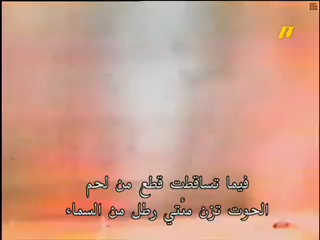 فيما تساقطت قطع من لحم
الحوت تزن مئتي رطل من السماء